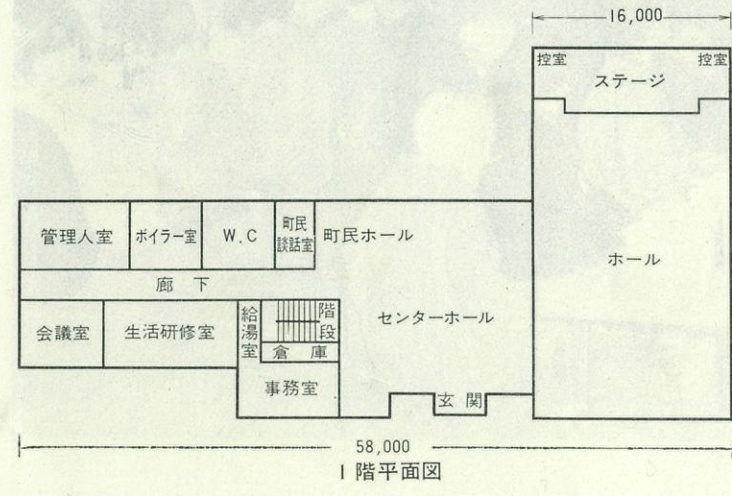 16,000
控室
控室
ステージ
管理人室
ボイラー室
W.C
町民
談話室
町民ホール
ホール
廊下
センターホール
会議室
生活研修室
給湯室
階段
倉庫
事務室
玄関
58,000
1階平面図